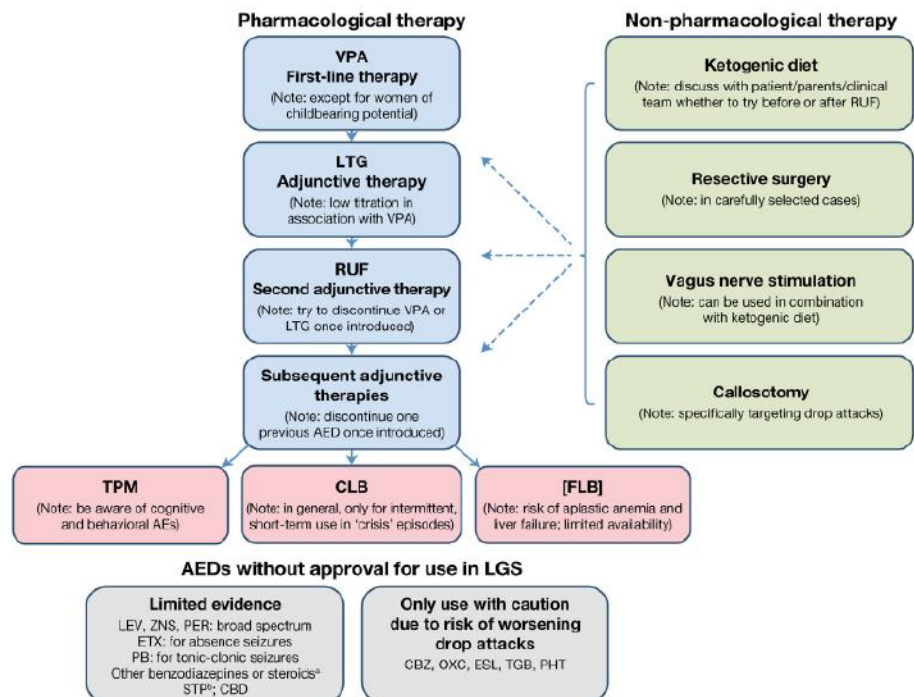 Pharmacological therapy
VPA
First-line therapy
(Note: except for women of
childbearing potential)
LTG
Adjunctive therapy
(Note: low titration in
association with VPA)
RUF
Second adjunctive therapy
(Note: try to discontinue VPA or
LTG once introduced)
Subsequent adjunctive
therapies
(Note: discontinue one
previous AED once introduced)
Non-pharmacological therapy
Ketogenic diet
(Note: discuss with patient/parents/clinical
team whether to try before or after RUF)
Resective surgery
(Note: in carefully selected cases)
Vagus nerve stimulation
(Note: can be used in combination
with ketogenic diet)
Callosotomy
(Note: specifically targeting drop attacks)
TPM
(Note: be aware of cognitive
and behavioral AEs)
CLB
(Note: in general, only for intermittent,
short-term use in ‘crisis’ episodes)
[FLB]
(Note: risk of aplastic anemia and
liver failure; limited availability)
AEDs without approval for use in LGS
Limited evidence
LEV, ZNS, PER: broad spectrum
ETX: for absence seizures
PB: for tonic-clonic seizures
Other benzodiazepines or steroidsᵃ
STPᵇ; CBD
Only use with caution
due to risk of worsening
drop attacks
CBZ, OXC, ESL, TGB, PHT